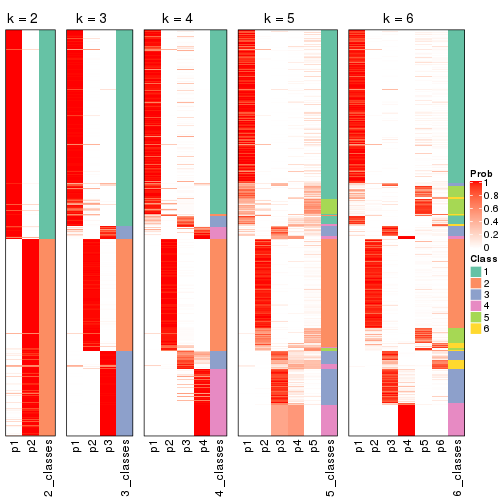 k = 2
k = 3
k = 4
k = 5
k = 6
Prob
1
0.8
0.6
0.4
0.2
0
Class
1
2
3
4
5
6
p1
p2
2_classes
p1
p2
p3
3_classes
p1
p2
p3
p4
4_classes
p1
p2
p3
p4
p5
5_classes
p1
p2
p3
p4
p5
p6
6_classes